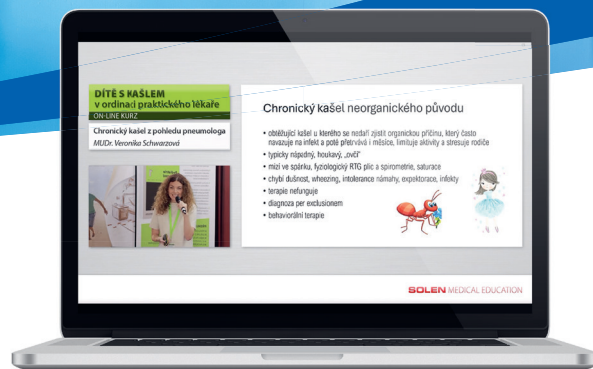 DÍTĚ S KAŠLEM
v ordinaci praktického lékaře
ON-LINE KURZ
Chronický kašel z pohledu pneumologa
MUDr. Veronika Schwarzová
Chronický kašel neorganického původu
• obtěžující kašel u kterého se nedaří zjistit organickou příčinu, který často
navazuje na infekt a poté přetrvává i měsíce, limituje aktivity a stresuje rodiče
• typicky nápadný, houkavý, „ovčí“
• mizí ve spánku, fyziologický RTG plic a spirometrie, saturace
• chybí dušnost, wheezing, intolerance námahy, expektorace, infekty
• terapie nefunguje
• diagnoza per exclusionem
• behaviorální terapie
SOLEN MEDICAL EDUCATION